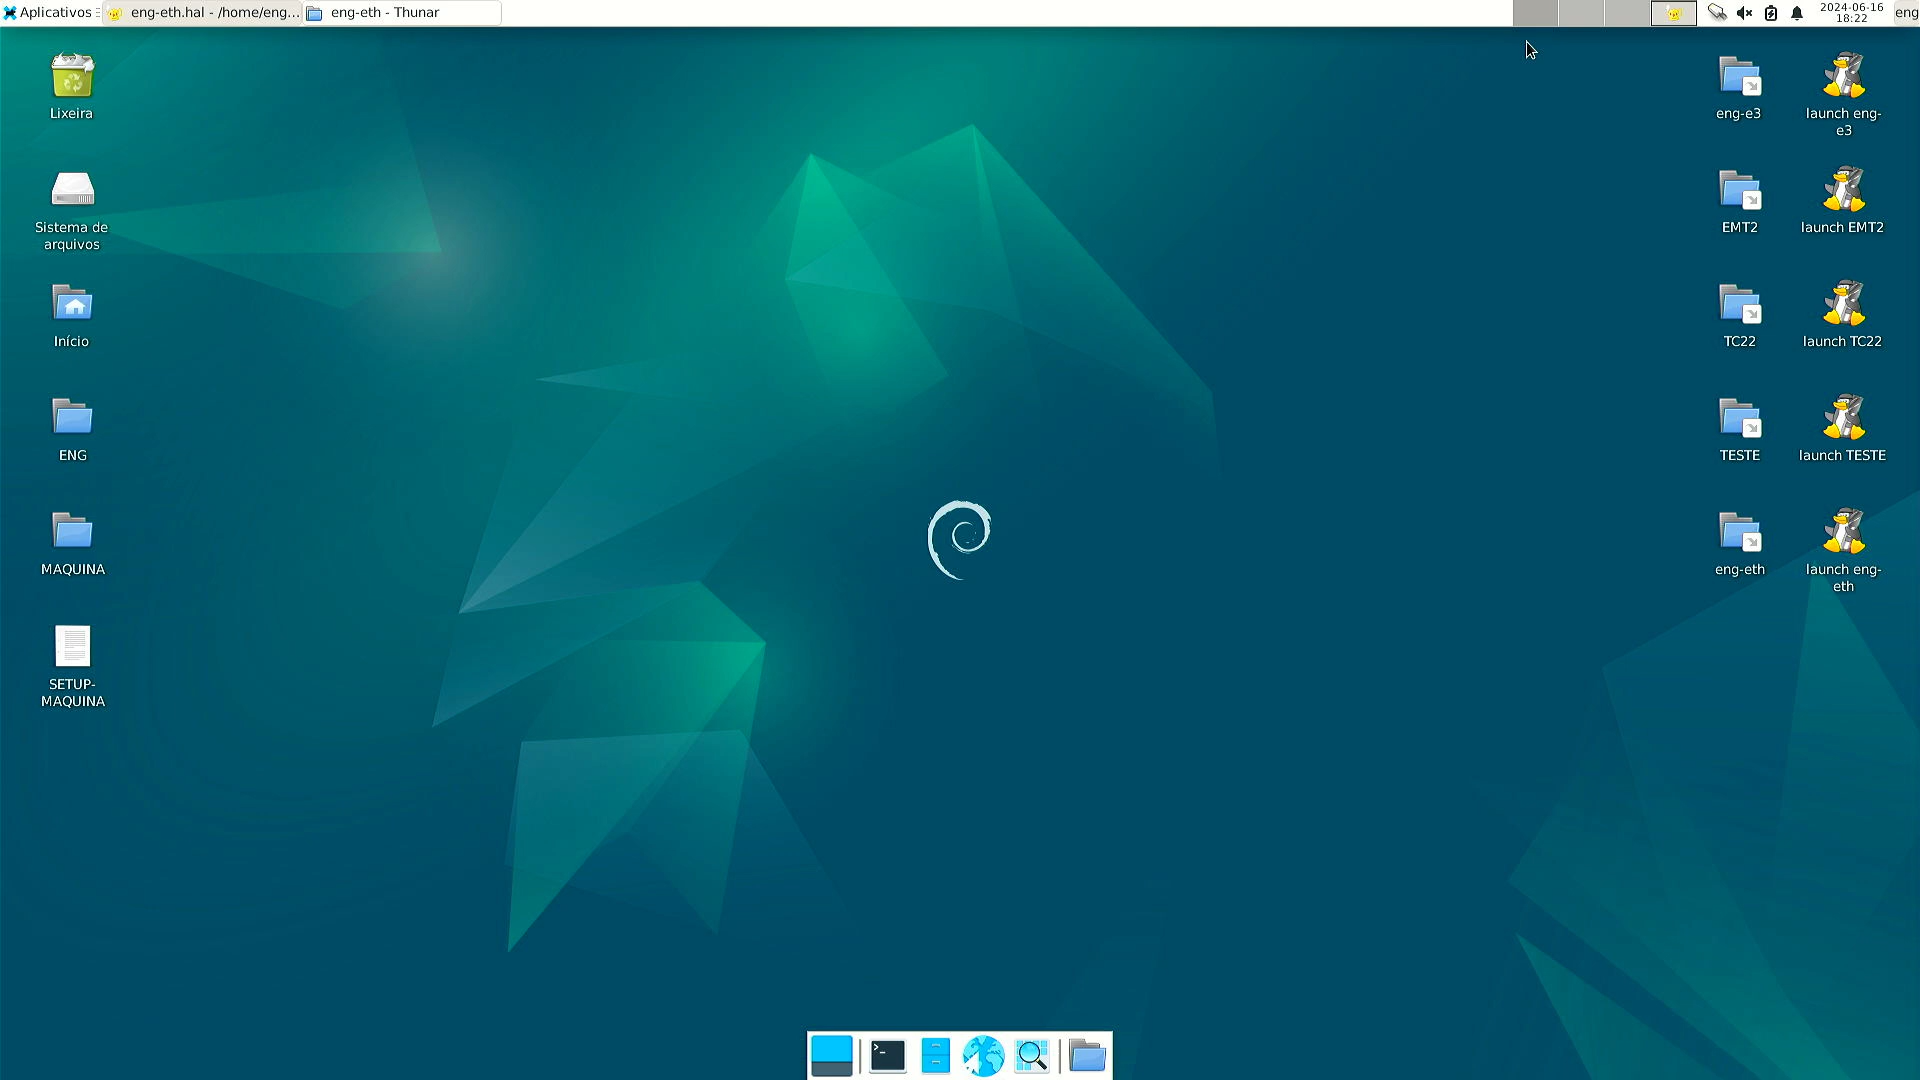 Aplicativos
eng-eth.hal - /home/eng...
eng-eth - Thunar
2024-06-16
18:22
eng
Lixeira
Sistema de
arquivos
Início
ENG
MAQUINA
SETUP-
MAQUINA
eng-e3
launch eng-
e3
EMT2
launch EMT2
TC22
launch TC22
TESTE
launch TESTE
eng-eth
launch eng-
eth